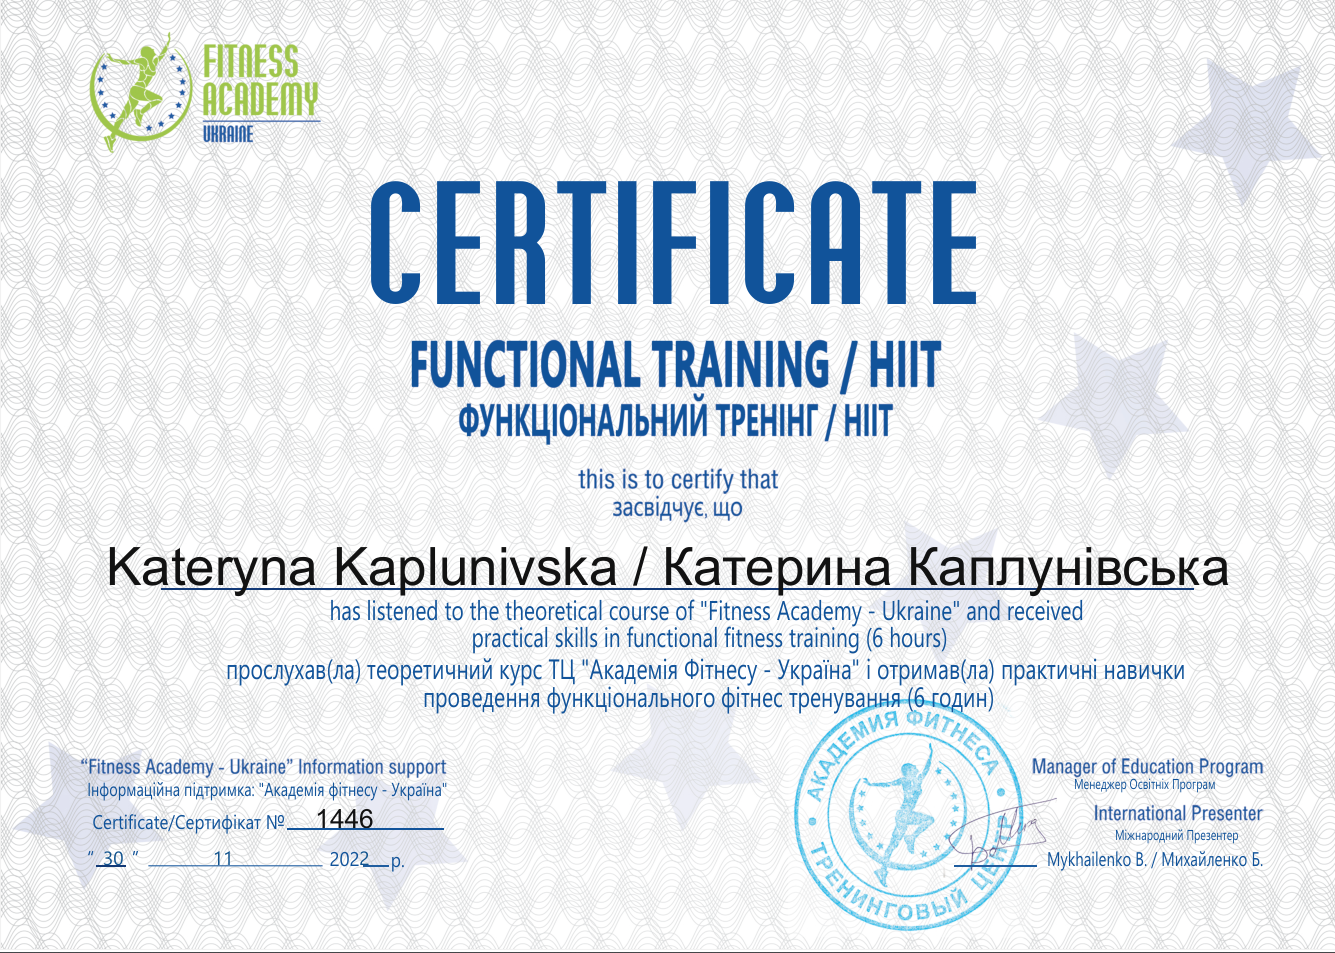 FITNESS
ACADEMY
UKRAINE
CERTIFICATE
FUNCTIONAL TRAINING / HIIT
ФУНКЦІОНАЛЬНИЙ ТРЕНІНГ / HIIT
this is to certify that
засвідчує, що
Kateryna Kaplunivska / Катерина Каплунівська
has listened to the theoretical course of "Fitness Academy - Ukraine" and received
practical skills in functional fitness training (6 hours)
прослухав(ла) теоретичний курс ТЦ "Академія Фітнесу - Україна" і отримав(ла) практичні навички
проведення функціонального фітнес тренування (6 годин)
“Fitness Academy - Ukraine” Information support
Інформаційна підтримка: "Академія фітнесу - Україна"
Certificate/Сертифікат № 1446
“ 30 ” 11 2022 р.
АКАДЕМИЯ ФИТНЕСА
ТРЕНИНГОВЫЙ ЦЕНТР
Manager of Education Program
Менеджер Освітніх Програм
International Presenter
Міжнародний Презентер
Mykhailenko B. / Михайленко Б.